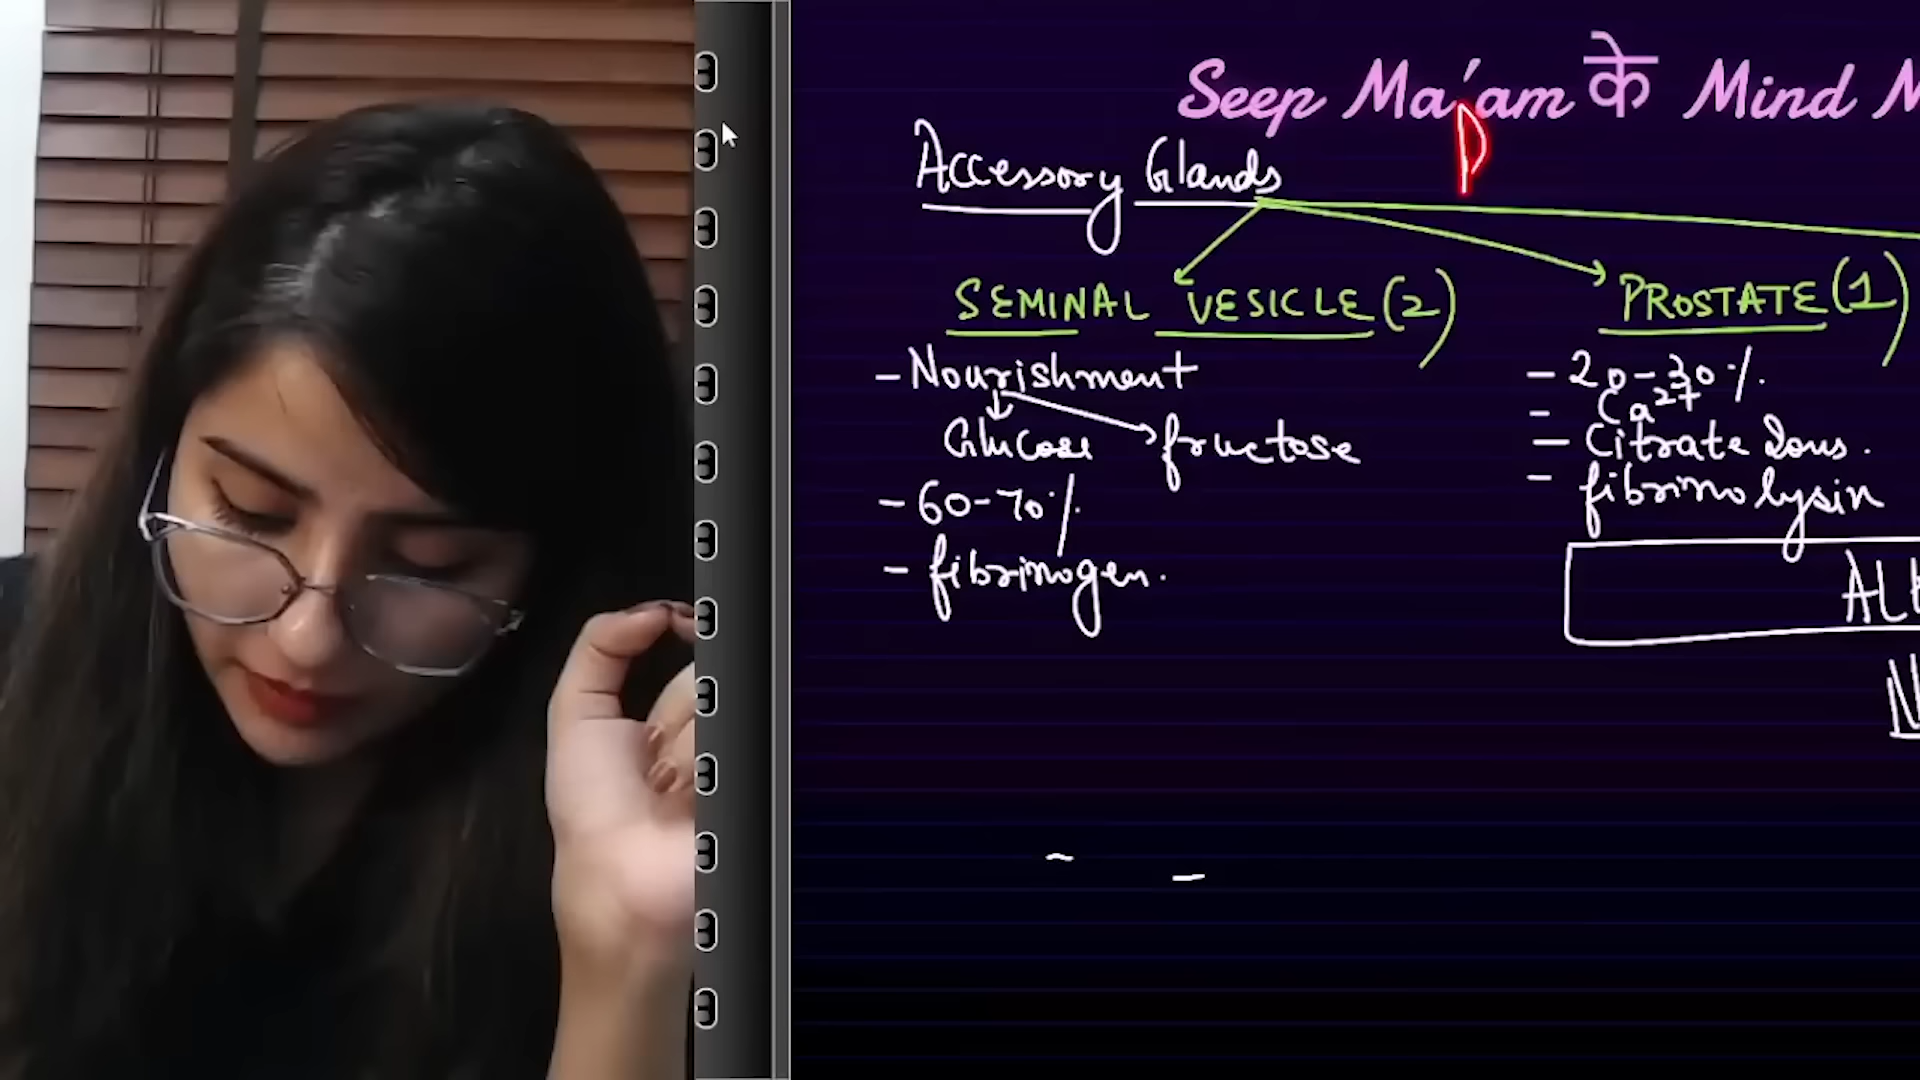 Seep Ma'am के Mind M
P
Accessory Glands
SEMINAL VESICLE (2)
- Nourishment
Glucose fructose
- 60-70%
- fibrinogen.
PROSTATE (1)
- 20-30%.
- Ca2+
- Citrate Ions.
- fibrinolysin
ALK